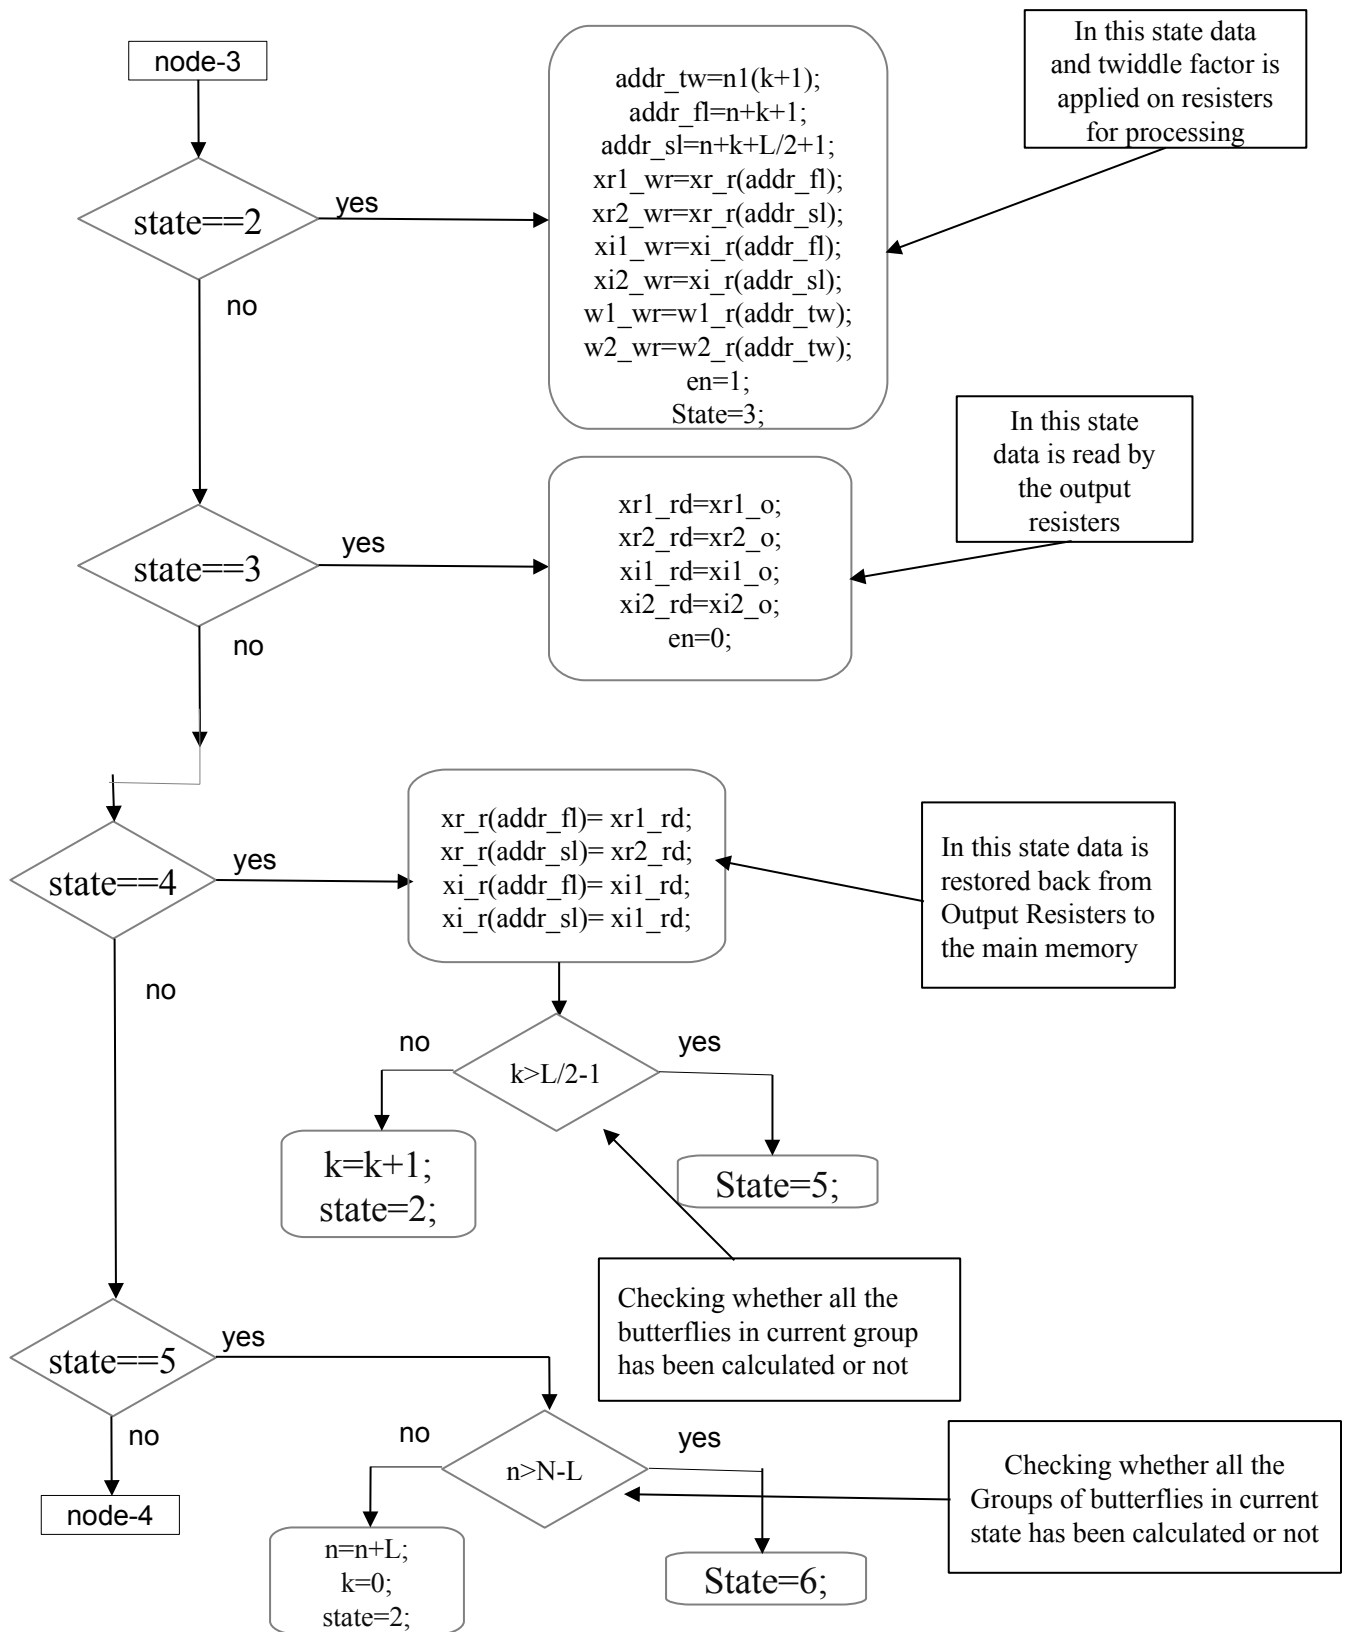 node-3
addr_tw=n1(k+1);
addr_fl=n+k+1;
addr_sl=n+k+L/2+1;
xr1_wr=xr_r(addr_fl);
xr2_wr=xr_r(addr_sl);
xi1_wr=xi_r(addr_fl);
xi2_wr=xi_r(addr_sl);
w1_wr=w1_r(addr_tw);
w2_wr=w2_r(addr_tw);
en=1;
State=3;
In this state data
and twiddle factor is
applied on resisters
for processing
state==2
yes
no
In this state
data is read by
the output
resisters
xr1_rd=xr1_o;
xr2_rd=xr2_o;
xi1_rd=xi1_o;
xi2_rd=xi2_o;
en=0;
state==3
yes
no
xr_r(addr_fl)= xr1_rd;
xr_r(addr_sl)= xr2_rd;
xi_r(addr_fl)= xi1_rd;
xi_r(addr_sl)= xi1_rd;
In this state data is
restored back from
Output Resisters to
the main memory
state==4
yes
no
k>L/2-1
no
yes
k=k+1;
state=2;
State=5;
Checking whether all the
butterflies in current group
has been calculated or not
state==5
yes
no
node-4
n>N-L
no
yes
Checking whether all the
Groups of butterflies in current
state has been calculated or not
n=n+L;
k=0;
state=2;
State=6;